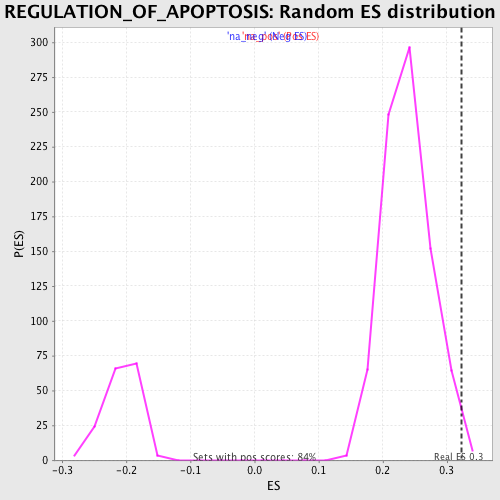 REGULATION_OF_APOPTOSIS: Random ES distribution
300
275
250
225
200
175
150
125
100
75
50
25
0
P(ES)
Sets with pos scores: 84%
Real ES 0.3
-0.3 -0.2 -0.1 0.0 0.1 0.2 0.3
ES